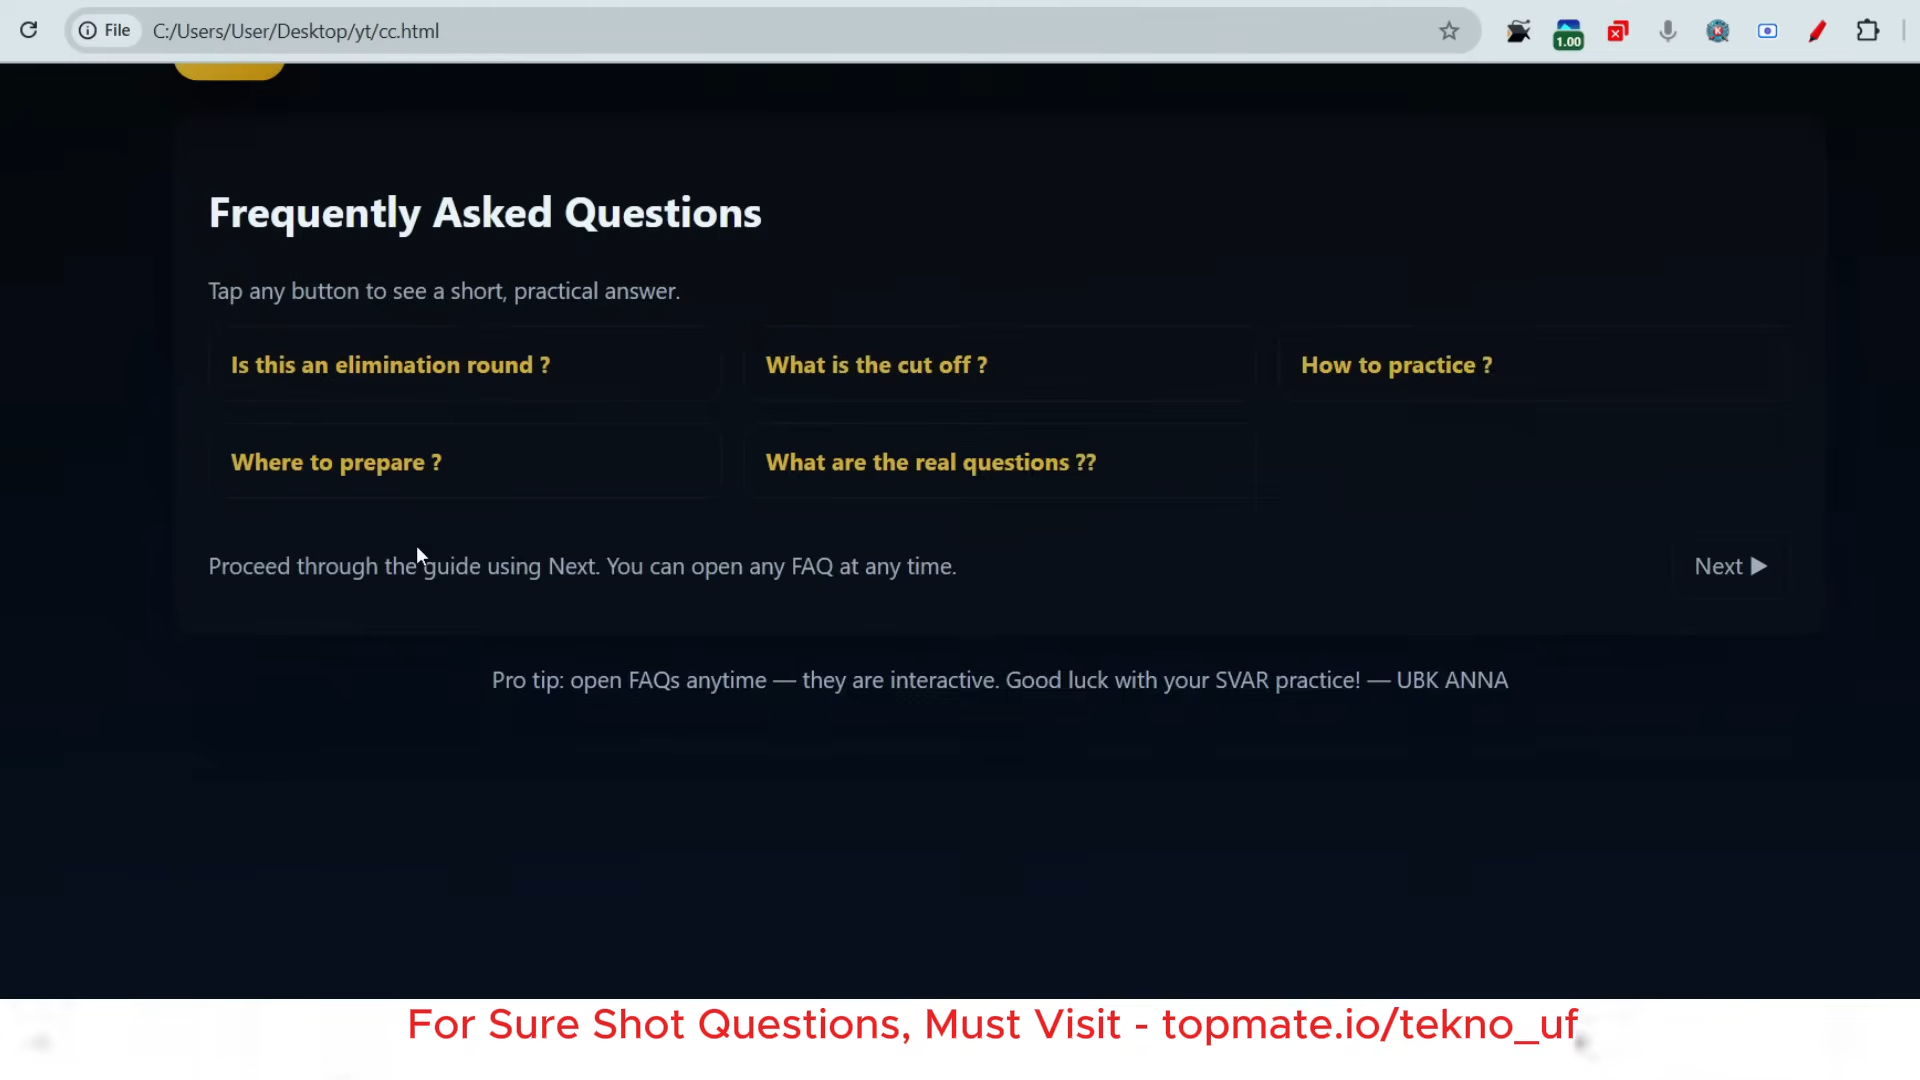 File C:/Users/User/Desktop/yt/cc.html
1.00
Frequently Asked Questions
Tap any button to see a short, practical answer.
Is this an elimination round ?
What is the cut off ?
How to practice ?
Where to prepare ?
What are the real questions ??
Proceed through the guide using Next. You can open any FAQ at any time.
Next ▶
Pro tip: open FAQs anytime — they are interactive. Good luck with your SVAR practice! — UBK ANNA
For Sure Shot Questions, Must Visit - topmate.io/tekno_uf